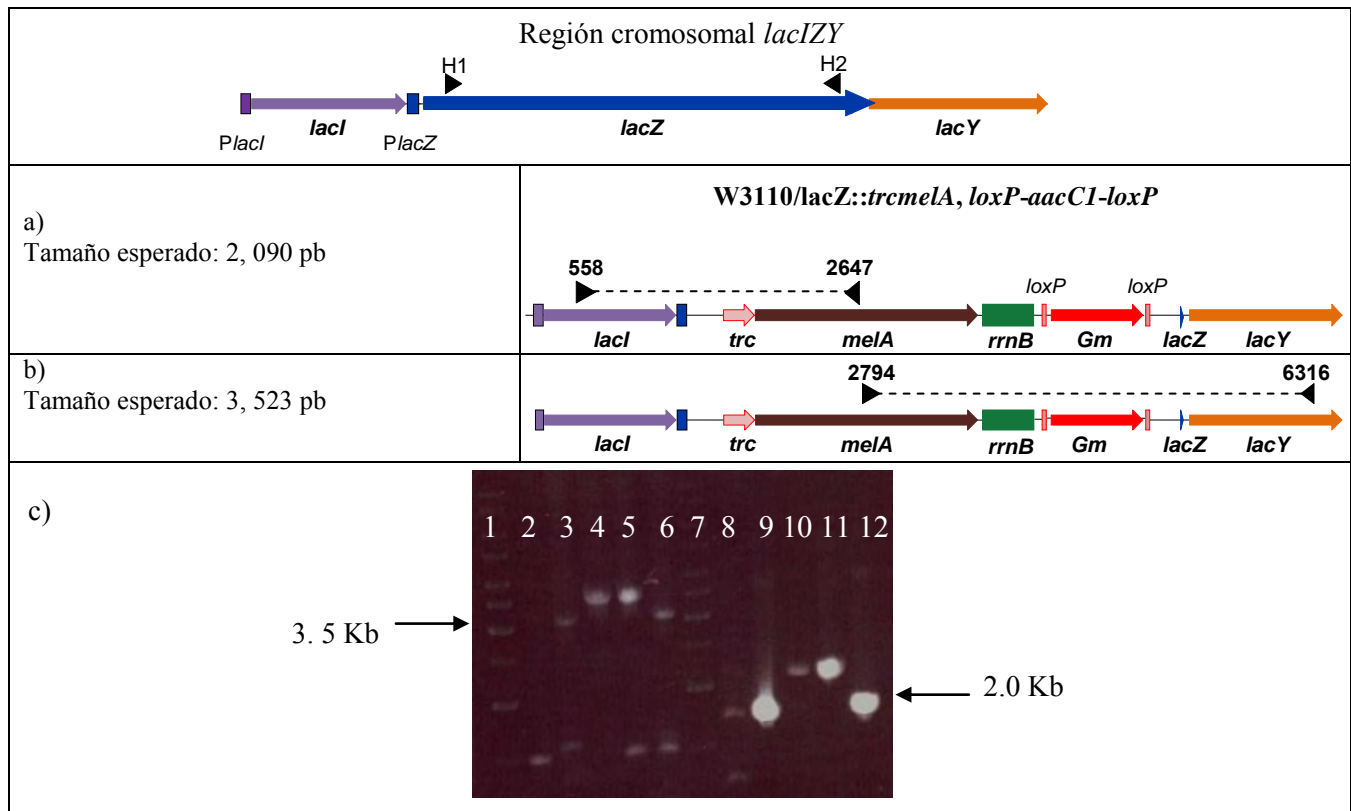 Región cromosomal lacIZY
H1 H2
lacI lacZ lacY
PlacI PlacZ
a)
Tamaño esperado: 2, 090 pb
W3110/lacZ::trcmelA, loxP-aacC1-loxP
558 2647
loxP loxP
lacI trc melA rrnB Gm lacZ lacY
b)
Tamaño esperado: 3, 523 pb
2794 6316
lacI trc melA rrnB Gm lacZ lacY
c)
1 2 3 4 5 6 7 8 9 10 11 12
3. 5 Kb
2.0 Kb